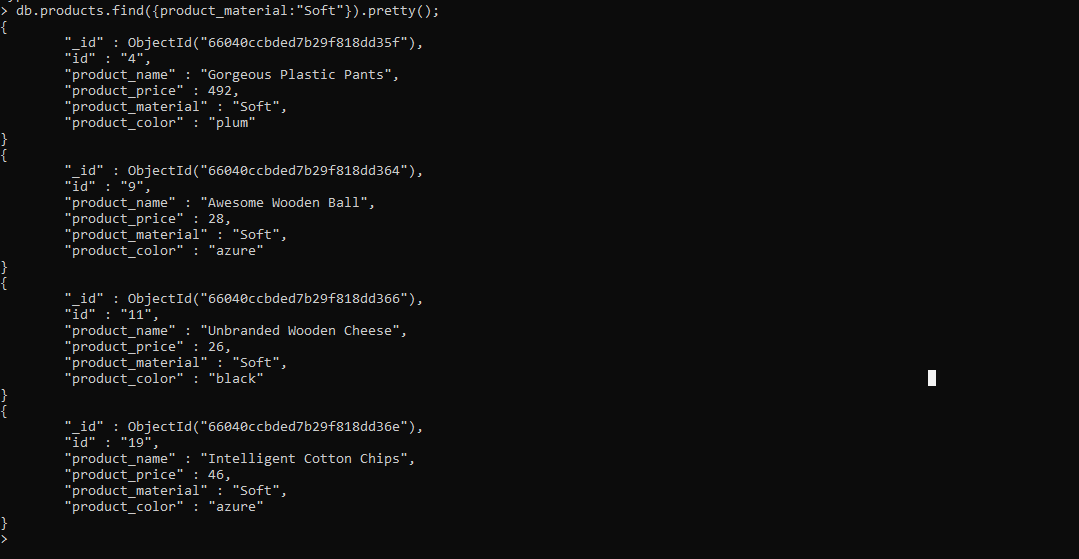 > db.products.find({product_material:"Soft"}).pretty();
{
        "_id" : ObjectId("66040ccbded7b29f818dd35f"),
        "id" : "4",
        "product_name" : "Gorgeous Plastic Pants",
        "product_price" : 492,
        "product_material" : "Soft",
        "product_color" : "plum"
}
{
        "_id" : ObjectId("66040ccbded7b29f818dd364"),
        "id" : "9",
        "product_name" : "Awesome Wooden Ball",
        "product_price" : 28,
        "product_material" : "Soft",
        "product_color" : "azure"
}
{
        "_id" : ObjectId("66040ccbded7b29f818dd366"),
        "id" : "11",
        "product_name" : "Unbranded Wooden Cheese",
        "product_price" : 26,
        "product_material" : "Soft",
        "product_color" : "black"
}
{
        "_id" : ObjectId("66040ccbded7b29f818dd36e"),
        "id" : "19",
        "product_name" : "Intelligent Cotton Chips",
        "product_price" : 46,
        "product_material" : "Soft",
        "product_color" : "azure"
}
>